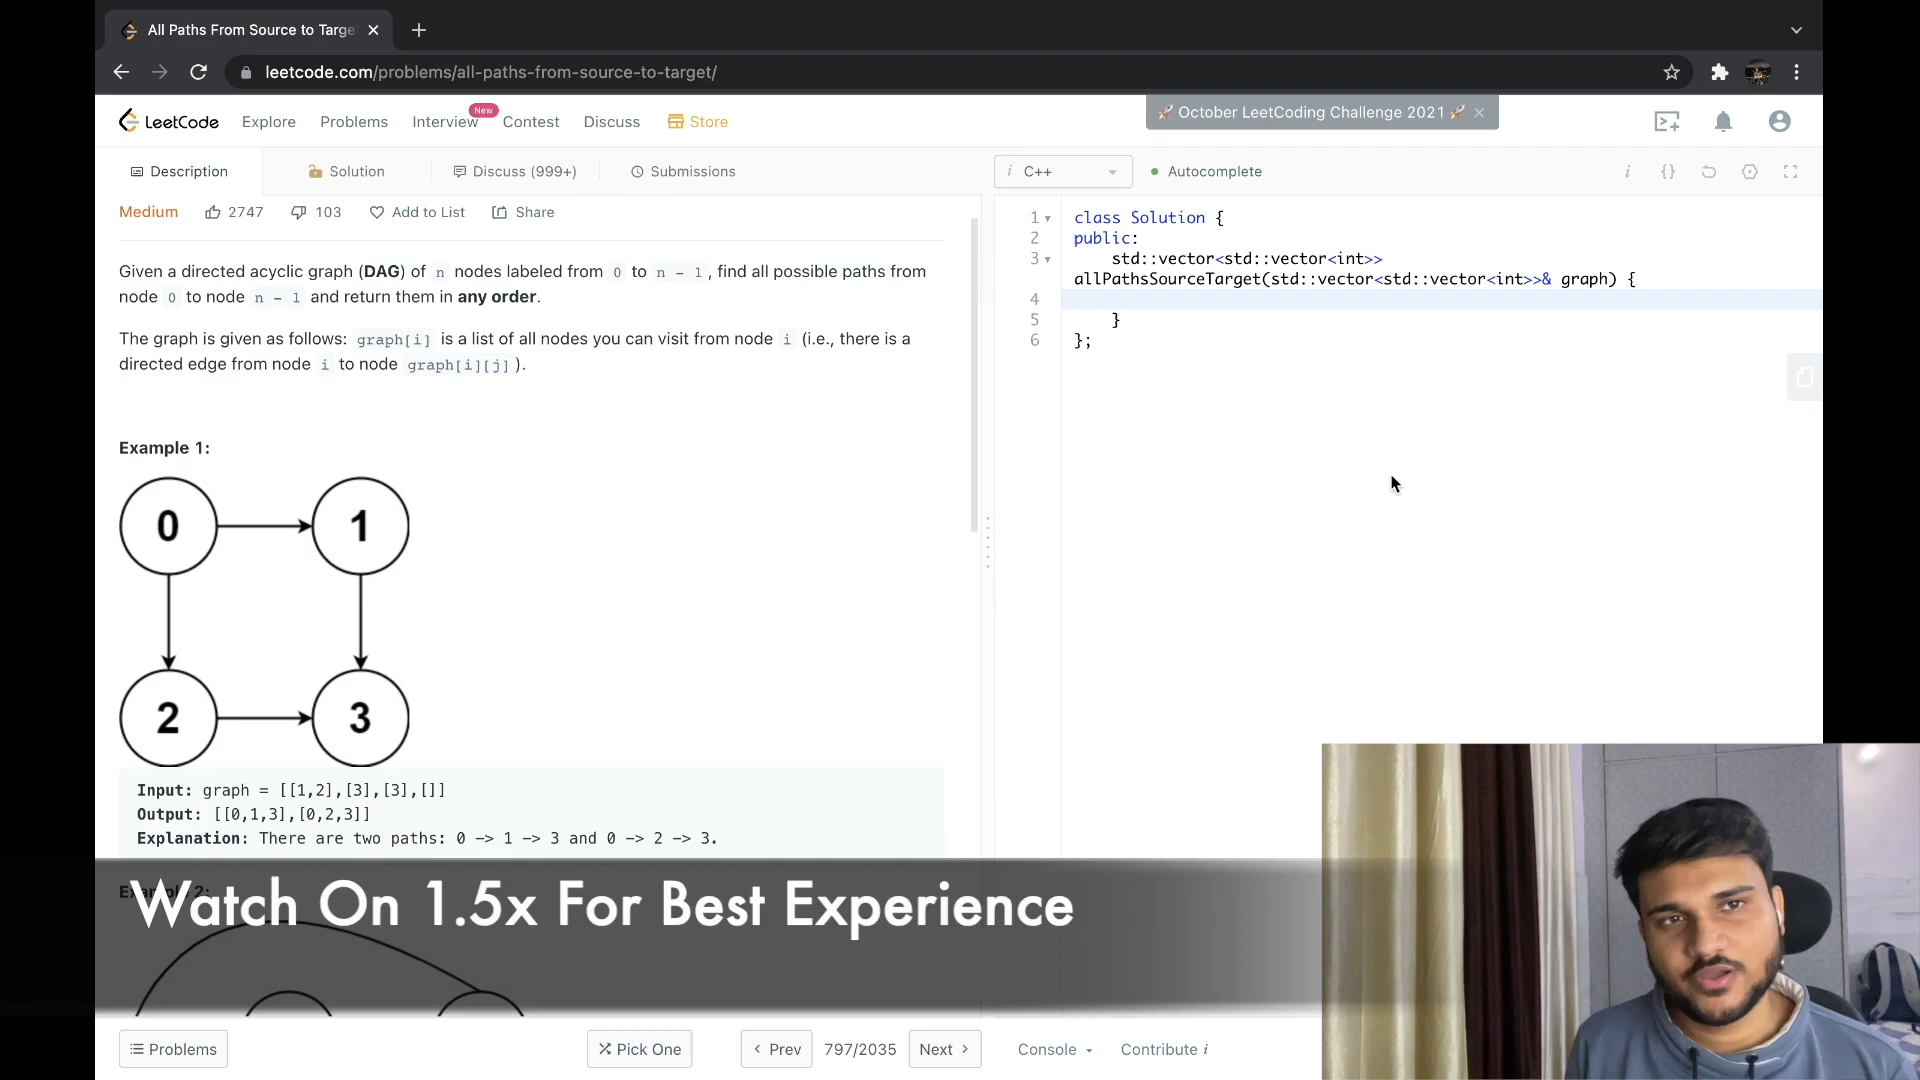 All Paths From Source to Targe
leetcode.com/problems/all-paths-from-source-to-target/
LeetCode Explore Problems Interview New Contest Discuss Store
🚀 October LeetCoding Challenge 2021 🚀
Description Solution Discuss (999+) Submissions
i C++ Autocomplete i {}
Medium 2747 103 Add to List Share
Given a directed acyclic graph (DAG) of n nodes labeled from 0 to n - 1, find all possible paths from
node 0 to node n - 1 and return them in any order.
The graph is given as follows: graph[i] is a list of all nodes you can visit from node i (i.e., there is a
directed edge from node i to node graph[i][j]).
Example 1:
0 1
2 3
Input: graph = [[1,2],[3],[3],[]]
Output: [[0,1,3],[0,2,3]]
Explanation: There are two paths: 0 -> 1 -> 3 and 0 -> 2 -> 3.
Example 2:
1 class Solution {
2 public:
3 std::vector<std::vector<int>>
allPathsSourceTarget(std::vector<std::vector<int>>& graph) {
4
5 }
6 };
Watch On 1.5x For Best Experience
Problems Pick One < Prev 797/2035 Next > Console Contribute i